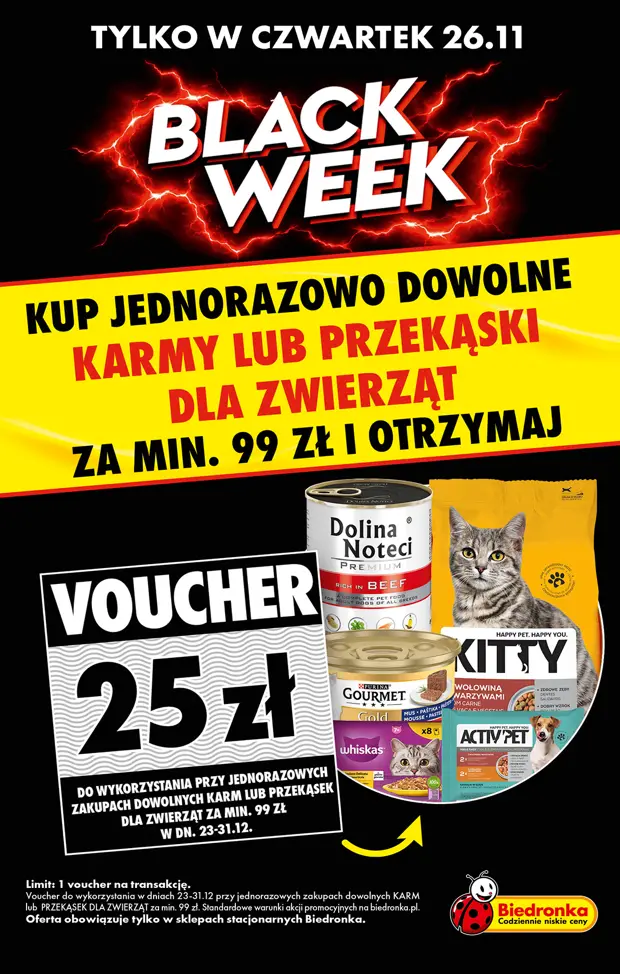 TYLKO W CZWARTEK 26.11
BLACK
WEEK
KUP JEDNORAZOWO DOWOLNE
KARMY LUB PRZEKĄSKI
DLA ZWIERZĄT
ZA MIN. 99 ZŁ I OTRZYMAJ
VOUCHER
25 zł
DO WYKORZYSTANIA PRZY JEDNORAZOWYCH
ZAKUPACH DOWOLNYCH KARM LUB PRZEKĄSEK
DLA ZWIERZĄT ZA MIN. 99 ZŁ
W DN. 23-31.12.
Dolina
Noteci
PREMIUM
RICH IN BEEF
HAPPY PET. HAPPY YOU.
KITTY
WOŁOWINĄ
WARZYWAMI
PURINA
GOURMET
Gold
MUS • PASZTET
MOUSSE
whiskas
x8
ACTIV PET
Limit: 1 voucher na transakcję.
Voucher do wykorzystania w dniach 23-31.12 przy jednorazowych zakupach dowolnych KARM
lub PRZEKĄSEK DLA ZWIERZĄT za min. 99 zł. Standardowe warunki akcji promocyjnych na biedronka.pl.
Oferta obowiązuje tylko w sklepach stacjonarnych Biedronka.
Biedronka
Codziennie niskie ceny